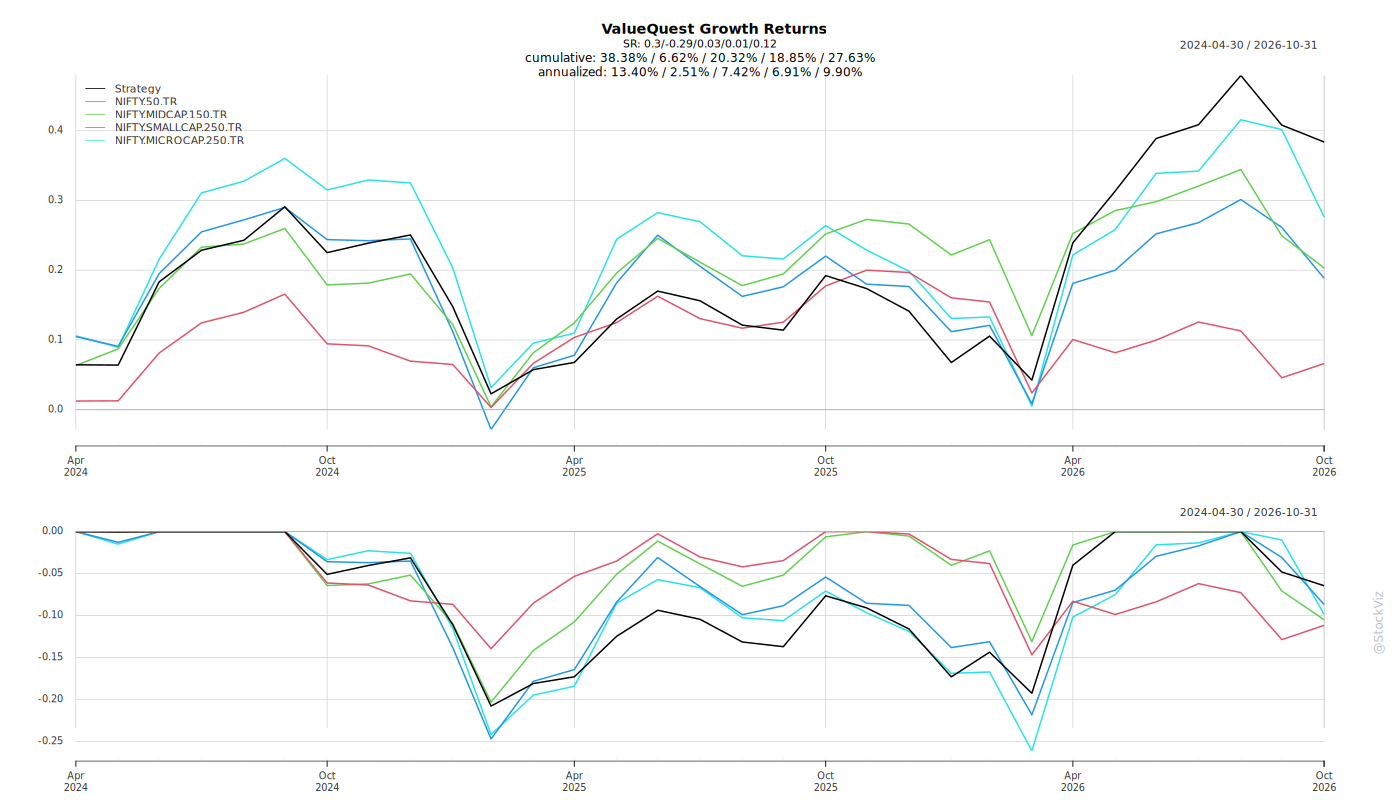 ValueQuest Growth Returns
SR: 0.3/-0.29/0.03/0.01/0.12
cumulative: 38.38% / 6.62% / 20.32% / 18.85% / 27.63%
annualized: 13.40% / 2.51% / 7.42% / 6.91% / 9.90%
2024-04-30 / 2026-10-31
Strategy
NIFTY.50.TR
NIFTY.MIDCAP.150.TR
NIFTY.SMALLCAP.250.TR
NIFTY.MICROCAP.250.TR
0.4
0.3
0.2
0.1
0.0
Apr 2024
Oct 2024
Apr 2025
Oct 2025
Apr 2026
Oct 2026
2024-04-30 / 2026-10-31
0.00
-0.05
-0.10
-0.15
-0.20
-0.25
Apr 2024
Oct 2024
Apr 2025
Oct 2025
Apr 2026
Oct 2026
@StockViz